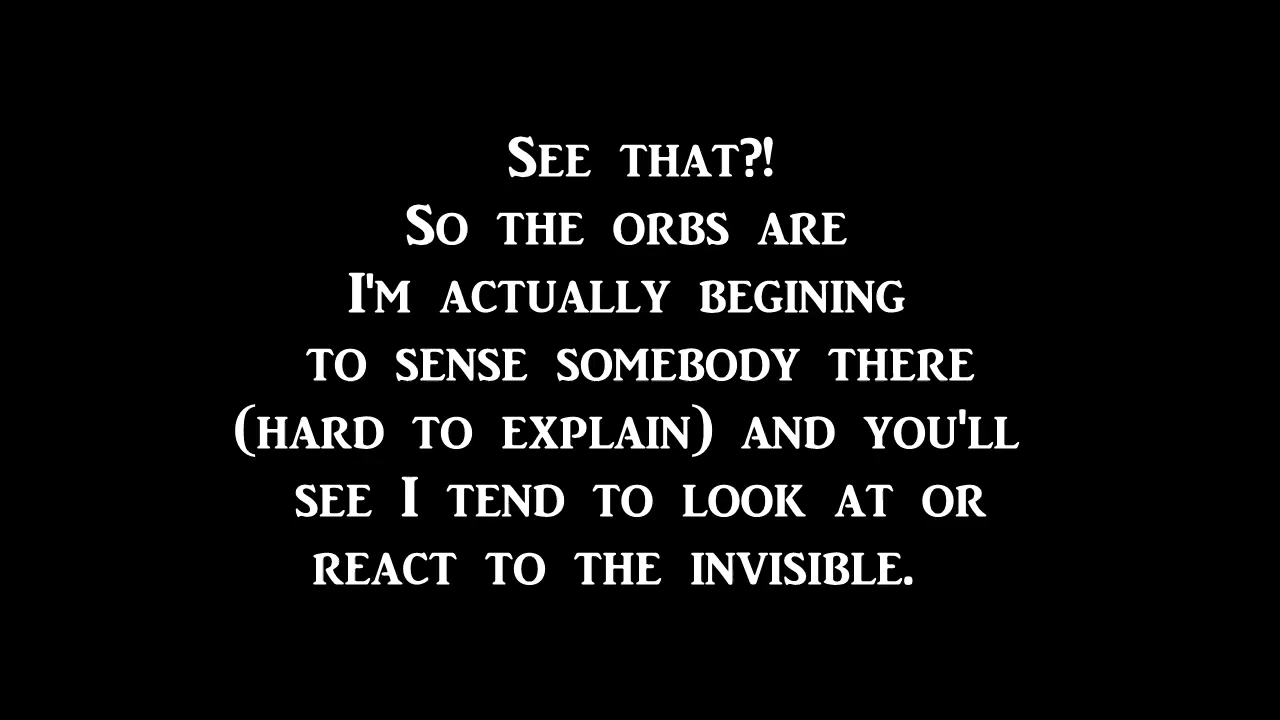 See that?!
So the orbs are
I'm actually begining
to sense somebody there
(hard to explain) and you'll
see I tend to look at or
react to the invisible.